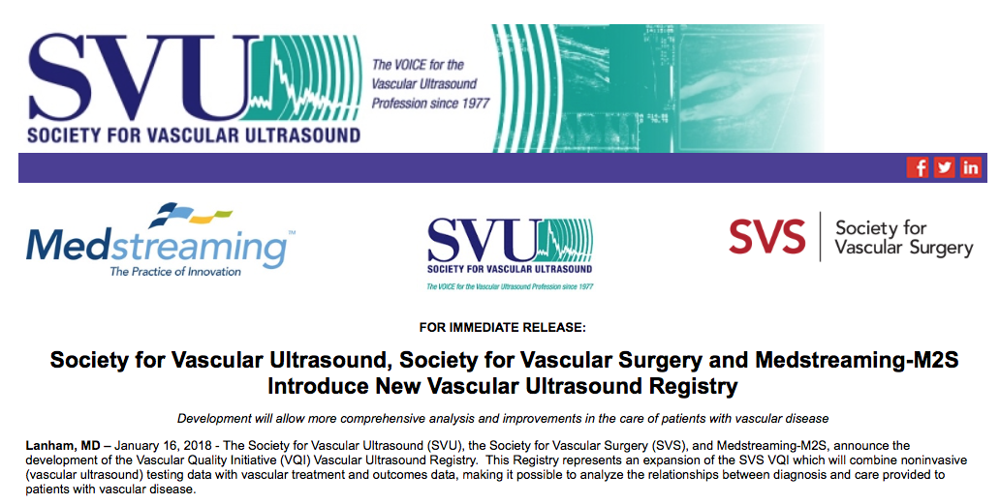 SVU
SOCIETY FOR VASCULAR ULTRASOUND
The VOICE for the
Vascular Ultrasound
Profession since 1977
Medstreaming™
The Practice of Innovation
SVU
SOCIETY FOR VASCULAR ULTRASOUND
The VOICE for the Vascular Ultrasound Profession since 1977
SVS
Society for
Vascular Surgery
FOR IMMEDIATE RELEASE:
Society for Vascular Ultrasound, Society for Vascular Surgery and Medstreaming-M2S
Introduce New Vascular Ultrasound Registry
Development will allow more comprehensive analysis and improvements in the care of patients with vascular disease
Lanham, MD – January 16, 2018 - The Society for Vascular Ultrasound (SVU), the Society for Vascular Surgery (SVS), and Medstreaming-M2S, announce the
development of the Vascular Quality Initiative (VQI) Vascular Ultrasound Registry. This Registry represents an expansion of the SVS VQI which will combine noninvasive
(vascular ultrasound) testing data with vascular treatment and outcomes data, making it possible to analyze the relationships between diagnosis and care provided to
patients with vascular disease.